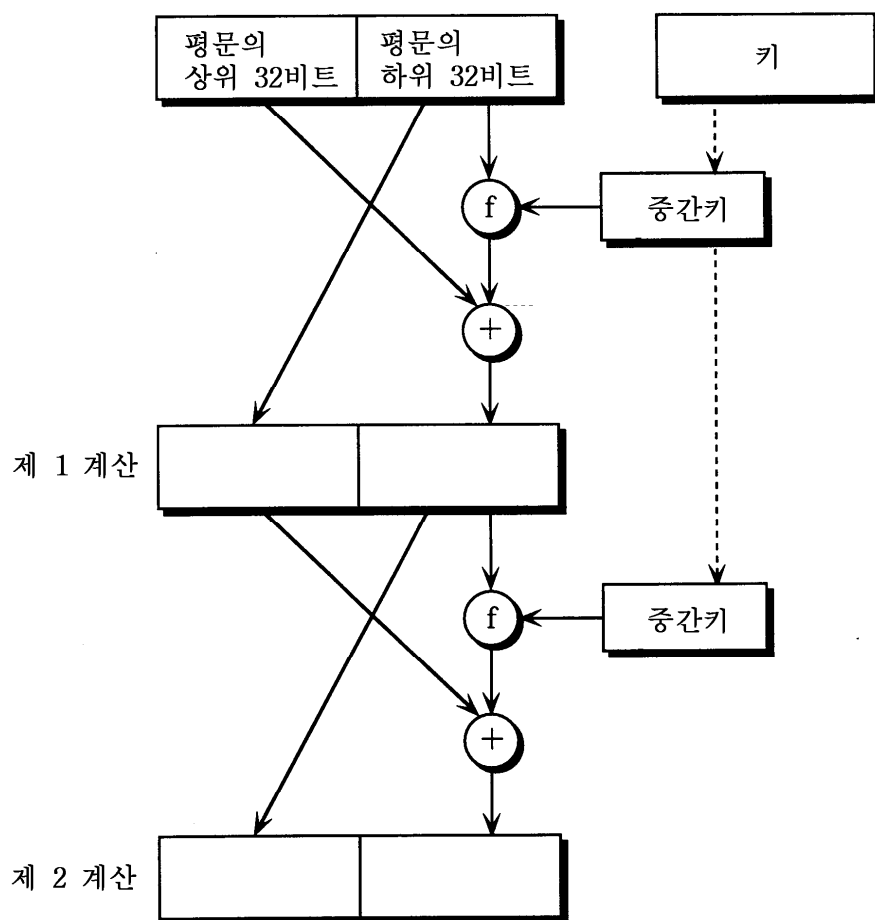 평문의
상위 32비트
평문의
하위 32비트
키
f
중간키
+
제 1 계산
f
중간키
+
제 2 계산